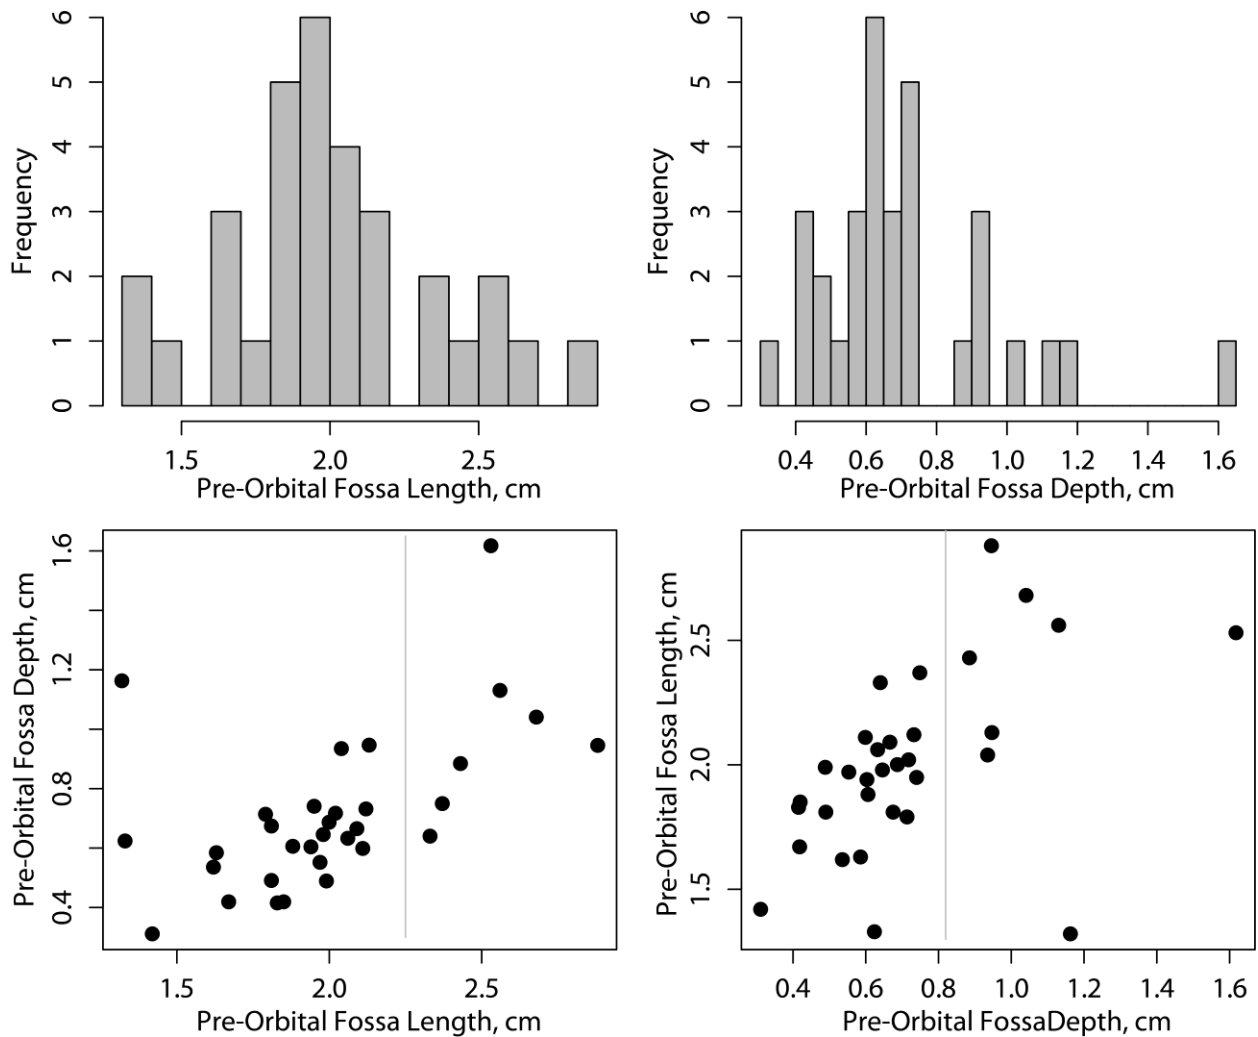 Frequency
0 1 2 3 4 5 6
1.5 2.0 2.5
Pre-Orbital Fossa Length, cm
Frequency
0 1 2 3 4 5 6
0.4 0.6 0.8 1.0 1.2 1.4 1.6
Pre-Orbital Fossa Depth, cm
Pre-Orbital Fossa Depth, cm
0.4 0.8 1.2 1.6
1.5 2.0 2.5
Pre-Orbital Fossa Length, cm
Pre-Orbital Fossa Length, cm
1.5 2.0 2.5
0.4 0.6 0.8 1.0 1.2 1.4 1.6
Pre-Orbital FossaDepth, cm